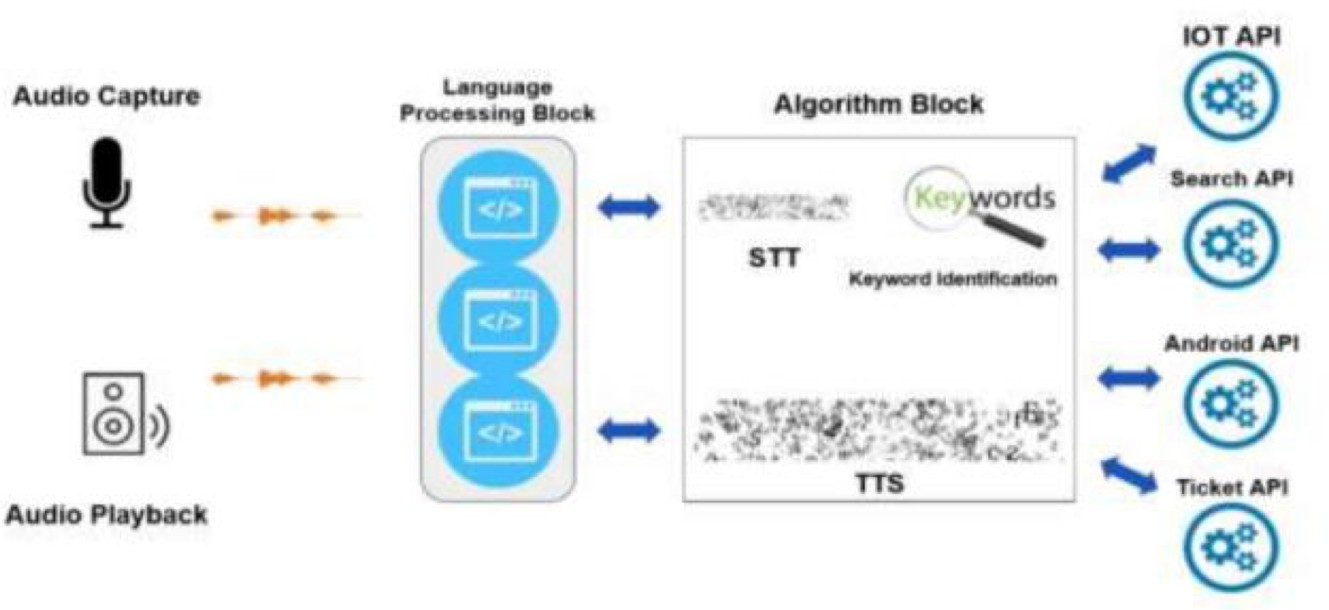 IOT API
Audio Capture
Language
Processing Block
Algorithm Block
Search API
</>
Keywords
STT
Keyword Identification
</>
Android API
</>
TTS
Ticket API
Audio Playback